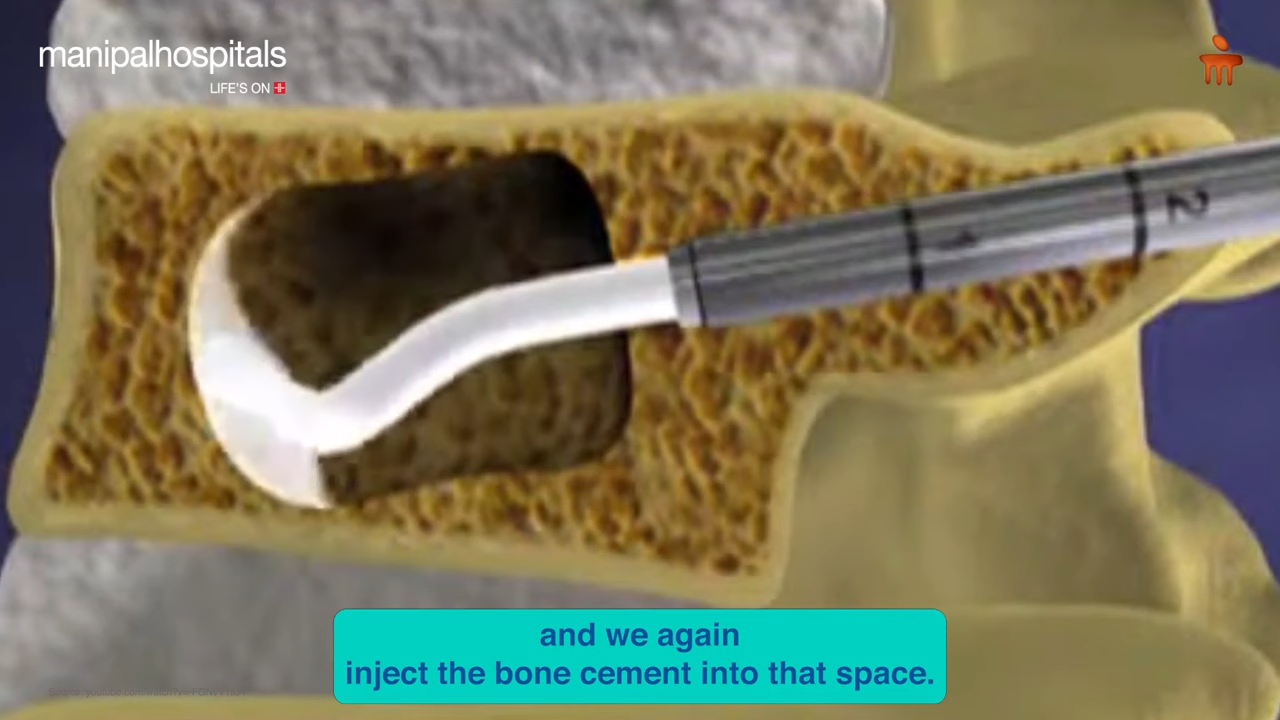 manipalhospitals
LIFE'S ON
1
2
and we again
inject the bone cement into that space.